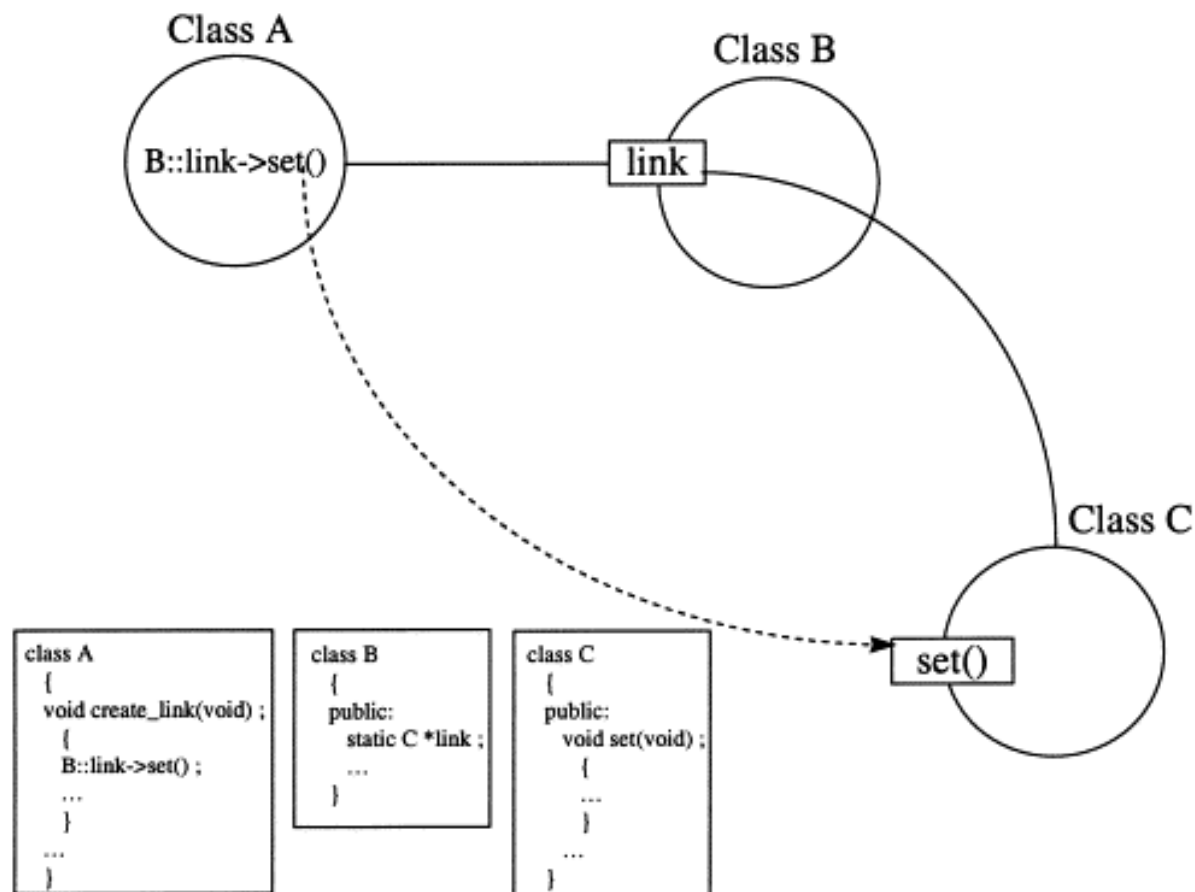 Class A
Class B
B::link->set()
link
Class C
set()
class A
{
void create_link(void) ;
{
B::link->set() ;
...
}
...
}
class B
{
public:
static C *link ;
...
}
class C
{
public:
void set(void) ;
{
...
}
...
}